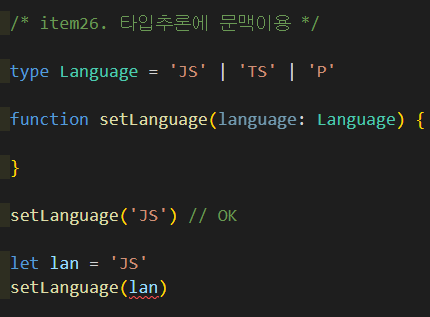 /* item26. 타입추론에 문맥이용 */
type Language = 'JS' | 'TS' | 'P'
function setLanguage(language: Language) {
}
setLanguage('JS') // OK
let lan = 'JS'
setLanguage(lan)